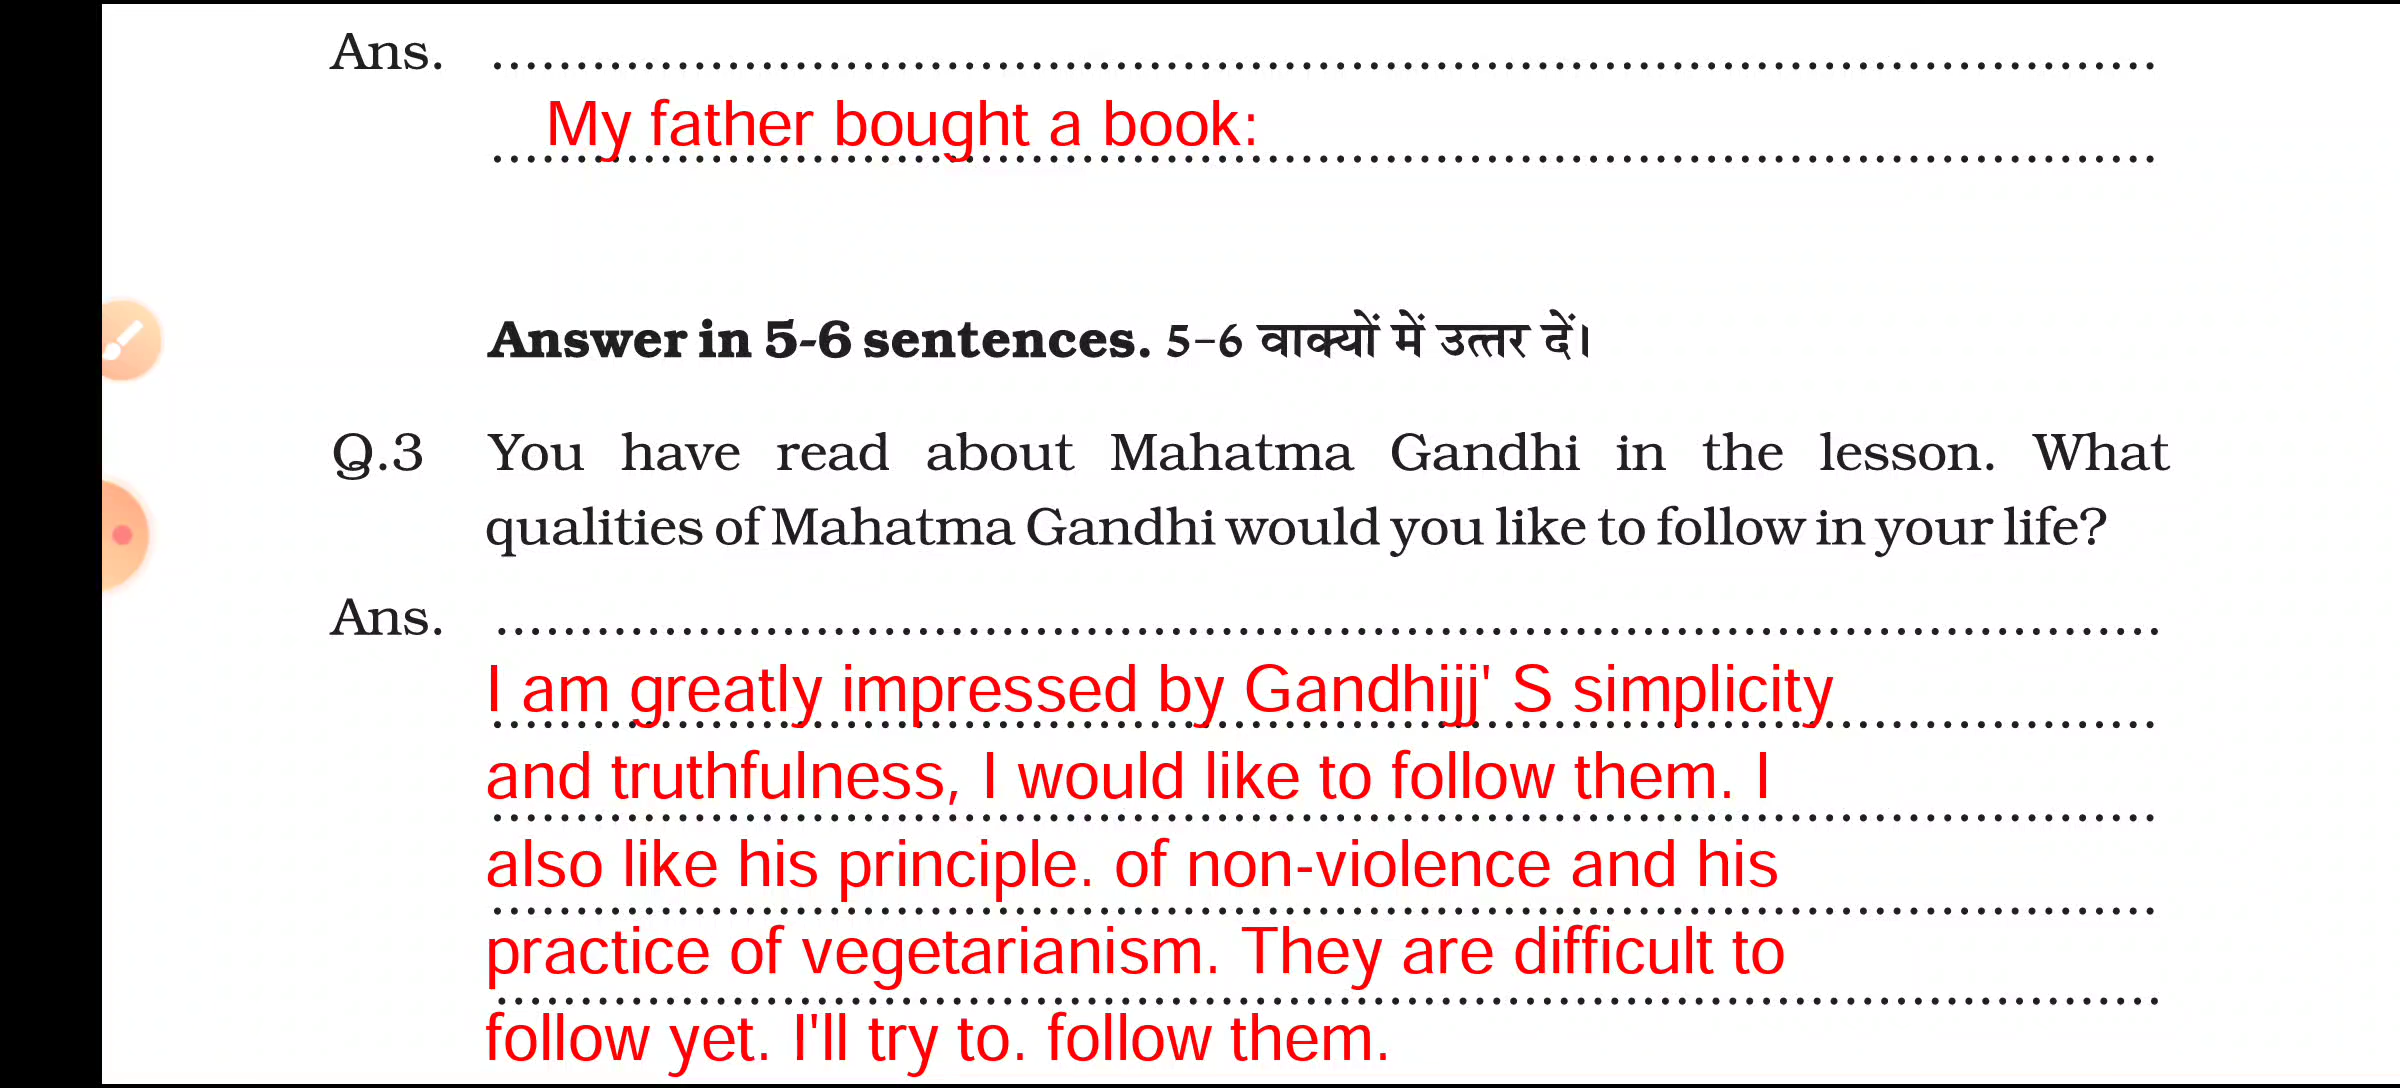 Ans. ....................................................................................................
My father bought a book:
....................................................................................................
Answer in 5-6 sentences. 5-6 वाक्यों में उत्तर दें।
Q.3 You have read about Mahatma Gandhi in the lesson. What
qualities of Mahatma Gandhi would you like to follow in your life?
Ans. ....................................................................................................
I am greatly impressed by Gandhijj' S simplicity
and truthfulness, I would like to follow them. I
also like his principle. of non-violence and his
practice of vegetarianism. They are difficult to
follow yet. I'll try to. follow them.